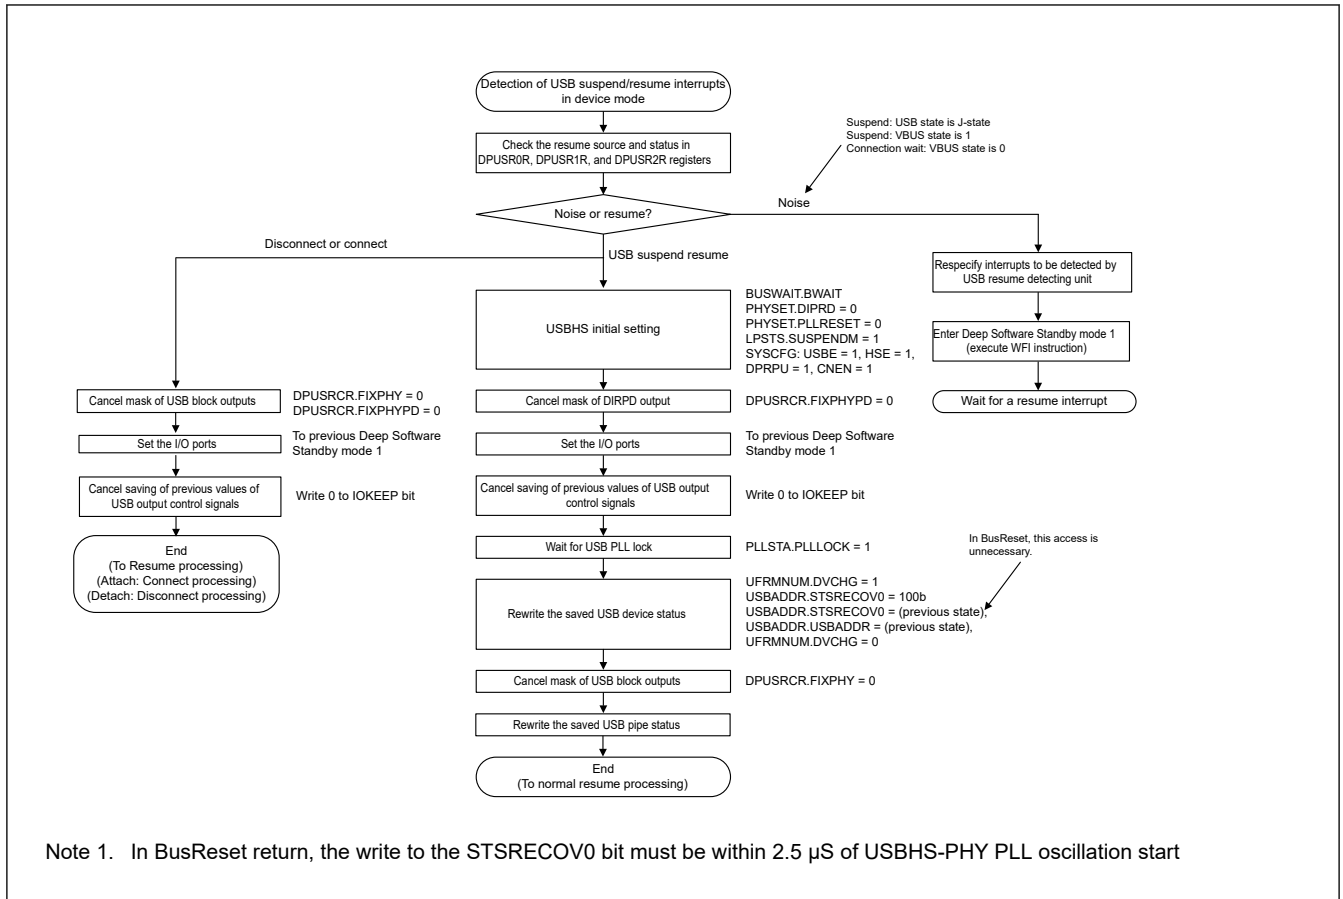 Detection of USB suspend/resume interrupts
in device mode
Suspend: USB state is J-state
Suspend: VBUS state is 1
Connection wait: VBUS state is 0
Check the resume source and status in
DPUSR0R, DPUSR1R, and DPUSR2R registers
Noise or resume?
Noise
Disconnect or connect
USB suspend resume
Respecify interrupts to be detected by
USB resume detecting unit
Enter Deep Software Standby mode 1
(execute WFI instruction)
Wait for a resume interrupt
USBHS initial setting
BUSWAIT.BWAIT
PHYSET.DIPRD = 0
PHYSET.PLLRESET = 0
LPSTS.SUSPENDM = 1
SYSCFG: USBE = 1, HSE = 1,
DPRPU = 1, CNEN = 1
Cancel mask of USB block outputs
DPUSRCR.FIXPHY = 0
DPUSRCR.FIXPHYPD = 0
Set the I/O ports
To previous Deep Software
Standby mode 1
Cancel saving of previous values of
USB output control signals
Write 0 to IOKEEP bit
End
(To Resume processing)
(Attach: Connect processing)
(Detach: Disconnect processing)
Cancel mask of DIRPD output
DPUSRCR.FIXPHYPD = 0
Set the I/O ports
To previous Deep Software
Standby mode 1
Cancel saving of previous values of USB output
control signals
Write 0 to IOKEEP bit
Wait for USB PLL lock
PLLSTA.PLLLOCK = 1
In BusReset, this access is
unnecessary.
Rewrite the saved USB device status
UFRMNUM.DVCHG = 1
USBADDR.STSRECOV0 = 100b
USBADDR.STSRECOV0 = (previous state),
USBADDR.USBADDR = (previous state),
UFRMNUM.DVCHG = 0
Cancel mask of USB block outputs
DPUSRCR.FIXPHY = 0
Rewrite the saved USB pipe status
End
(To normal resume processing)
Note 1. In BusReset return, the write to the STSRECOV0 bit must be within 2.5 µS of USBHS-PHY PLL oscillation start